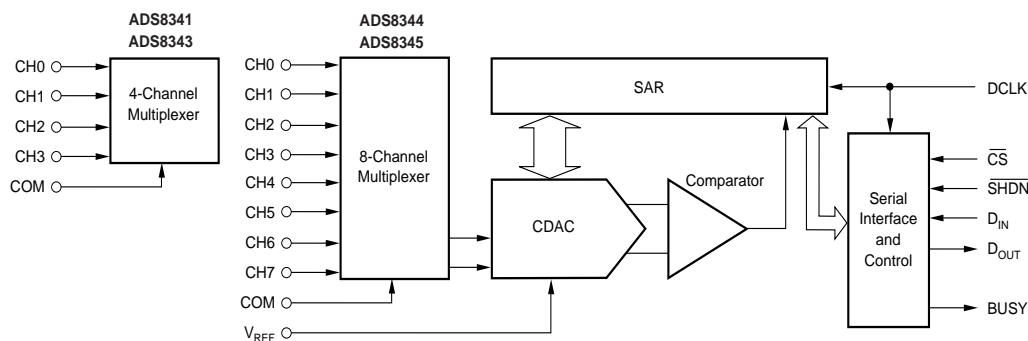 ADS8341
ADS8343
CH0
CH1
CH2
CH3
COM
4-Channel
Multiplexer
ADS8344
ADS8345
CH0
CH1
CH2
CH3
CH4
CH5
CH6
CH7
COM
VREF
8-Channel
Multiplexer
SAR
CDAC
Comparator
Serial
Interface
and
Control
DCLK
CS
SHDN
DIN
DOUT
BUSY